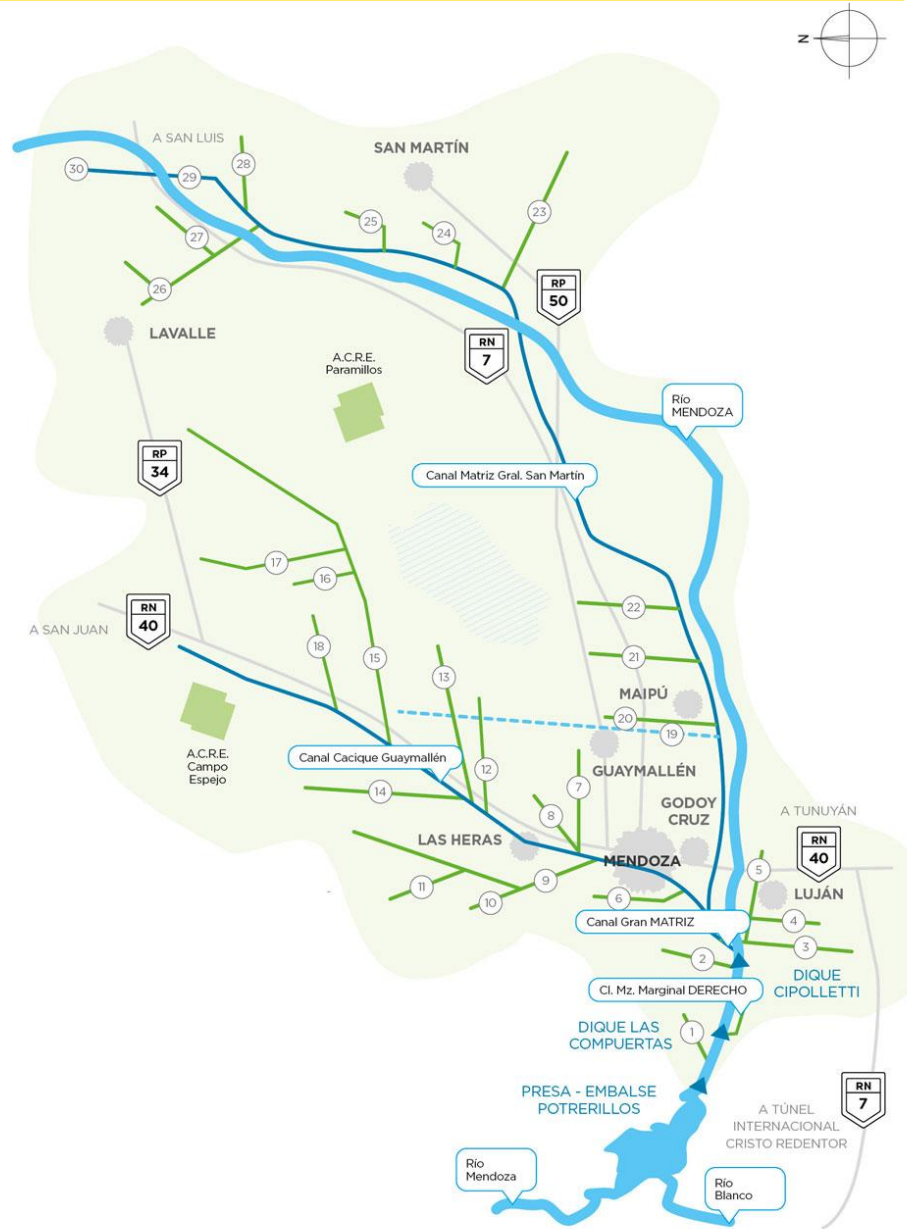 N
A SAN LUIS
SAN MARTÍN
30
29
28
25
24
23
27
26
RP
50
LAVALLE
RN
7
A.C.R.E.
Paramillos
Río
MENDOZA
RP
34
Canal Matriz Gral. San Martín
17
16
RN
40
A SAN JUAN
18
15
13
22
21
MAIPÚ
20
19
A.C.R.E.
Campo
Espejo
Canal Cacique Guaymallén
12
GUAYMALLÉN
14
7
8
GODOY
CRUZ
A TUNUYÁN
RN
40
LAS HERAS
MENDOZA
5
LUJÁN
11
10
9
6
Canal Gran MATRIZ
4
3
2
DIQUE
CIPOLLETTI
Cl. Mz. Marginal DERECHO
1
DIQUE LAS
COMPUERTAS
PRESA - EMBALSE
POTRERILLOS
RN
7
A TÚNEL
INTERNACIONAL
CRISTO REDENTOR
Río
Mendoza
Río
Blanco